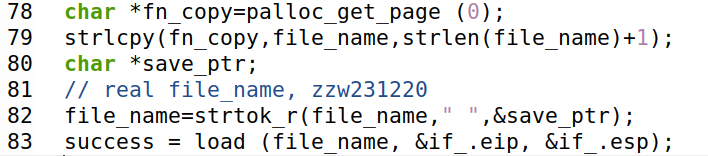 78 char *fn_copy=palloc_get_page (0);
79 strlcpy(fn_copy,file_name,strlen(file_name)+1);
80 char *save_ptr;
81 // real file_name, zzw231220
82 file_name=strtok_r(file_name," ",&save_ptr);
83 success = load (file_name, &if_.eip, &if_.esp);